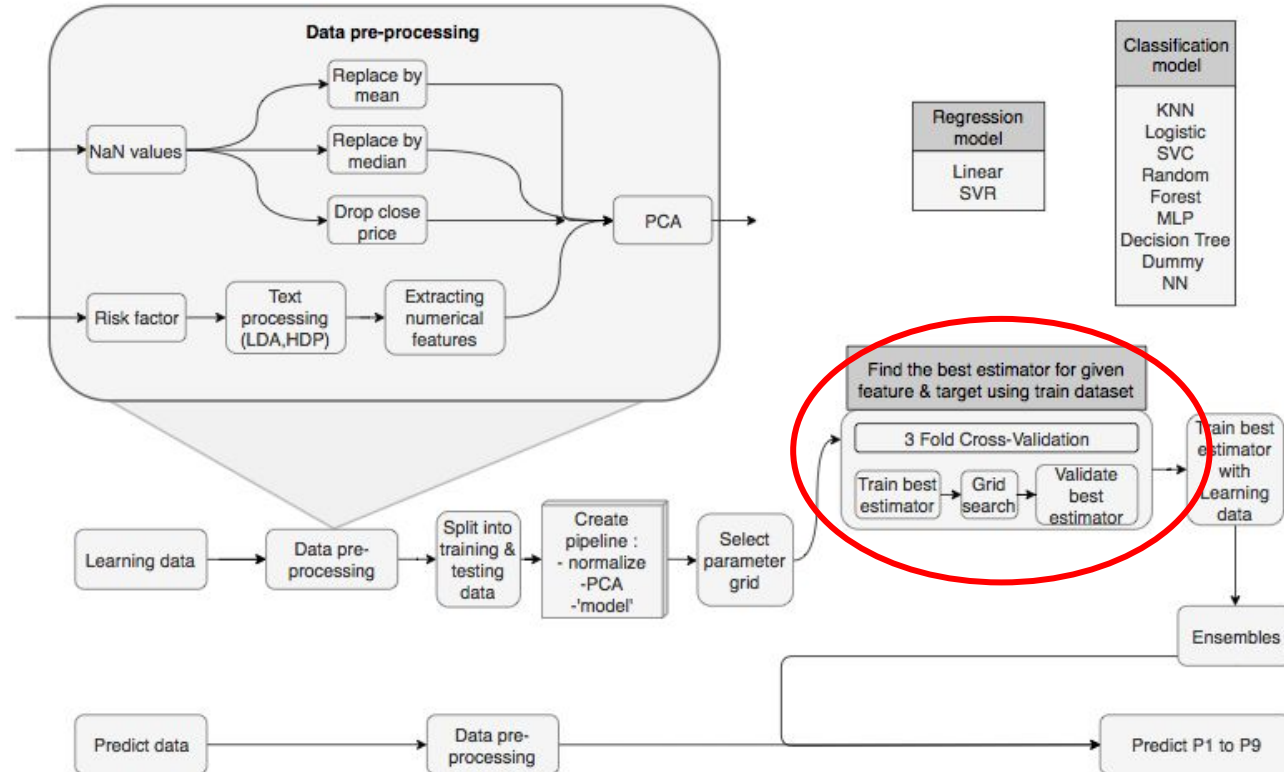 Data pre-processing
NaN values
Replace by
mean
Replace by
median
Drop close
price
PCA
Risk factor
Text
processing
(LDA,HDP)
Extracting
numerical
features
Regression
model
Linear
SVR
Classification
model
KNN
Logistic
SVC
Random
Forest
MLP
Decision Tree
Dummy
NN
Find the best estimator for given
feature & target using train dataset
3 Fold Cross-Validation
Train best
estimator
Grid
search
Validate
best
estimator
Train best
estimator
with
Learning
data
Learning data
Data pre-
processing
Split into
training &
testing
data
Create
pipeline :
- normalize
-PCA
-'model'
Select
parameter
grid
Ensembles
Predict data
Data pre-
processing
Predict P1 to P9